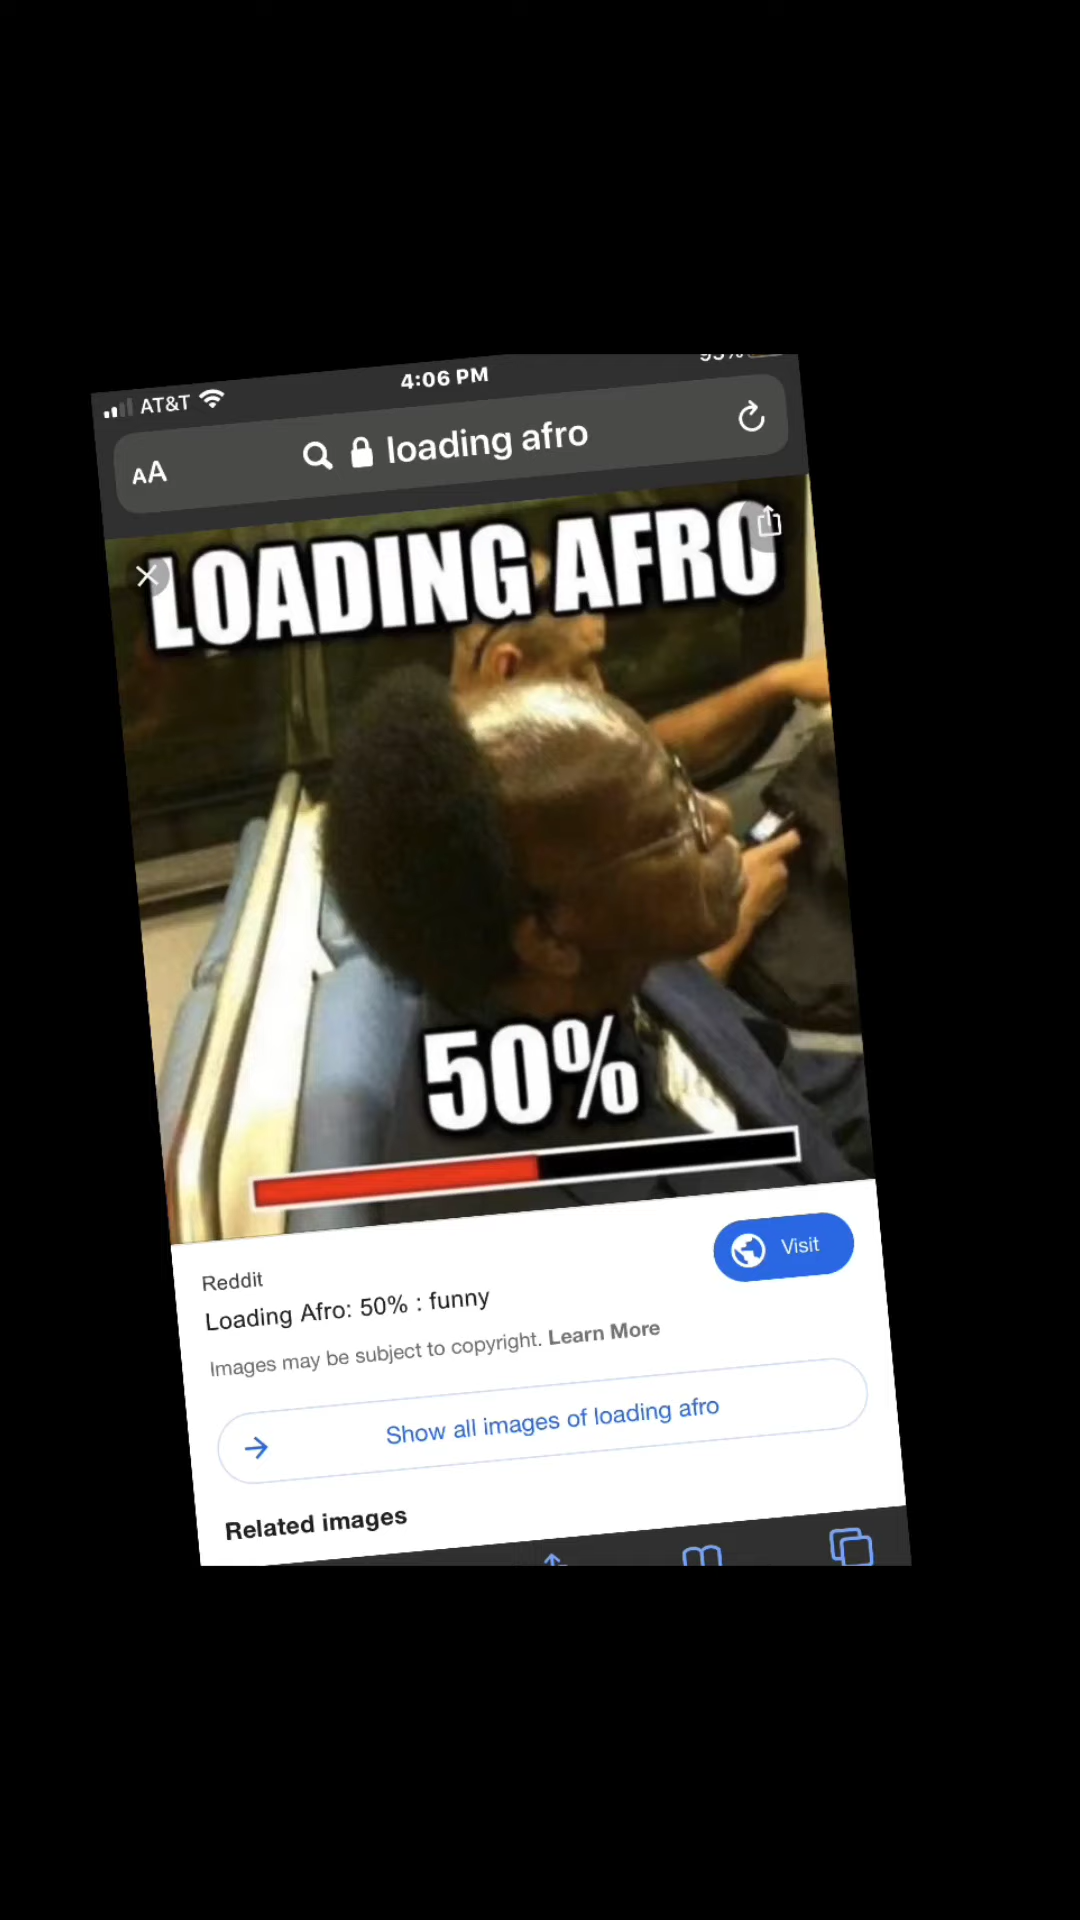 AT&T 4:06 PM
AA loading afro
LOADING AFRO
50%
Reddit
Loading Afro: 50% : funny
Visit
Images may be subject to copyright. Learn More
Show all images of loading afro
Related images